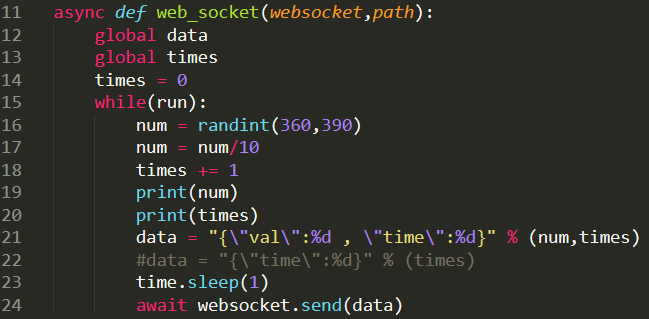 11 async def web_socket(websocket,path):
12     global data
13     global times
14     times = 0
15     while(run):
16         num = randint(360,390)
17         num = num/10
18         times += 1
19         print(num)
20         print(times)
21         data = "{\"val\":%d , \"time\":%d}" % (num,times)
22         #data = "{\"time\":%d}" % (times)
23         time.sleep(1)
24         await websocket.send(data)